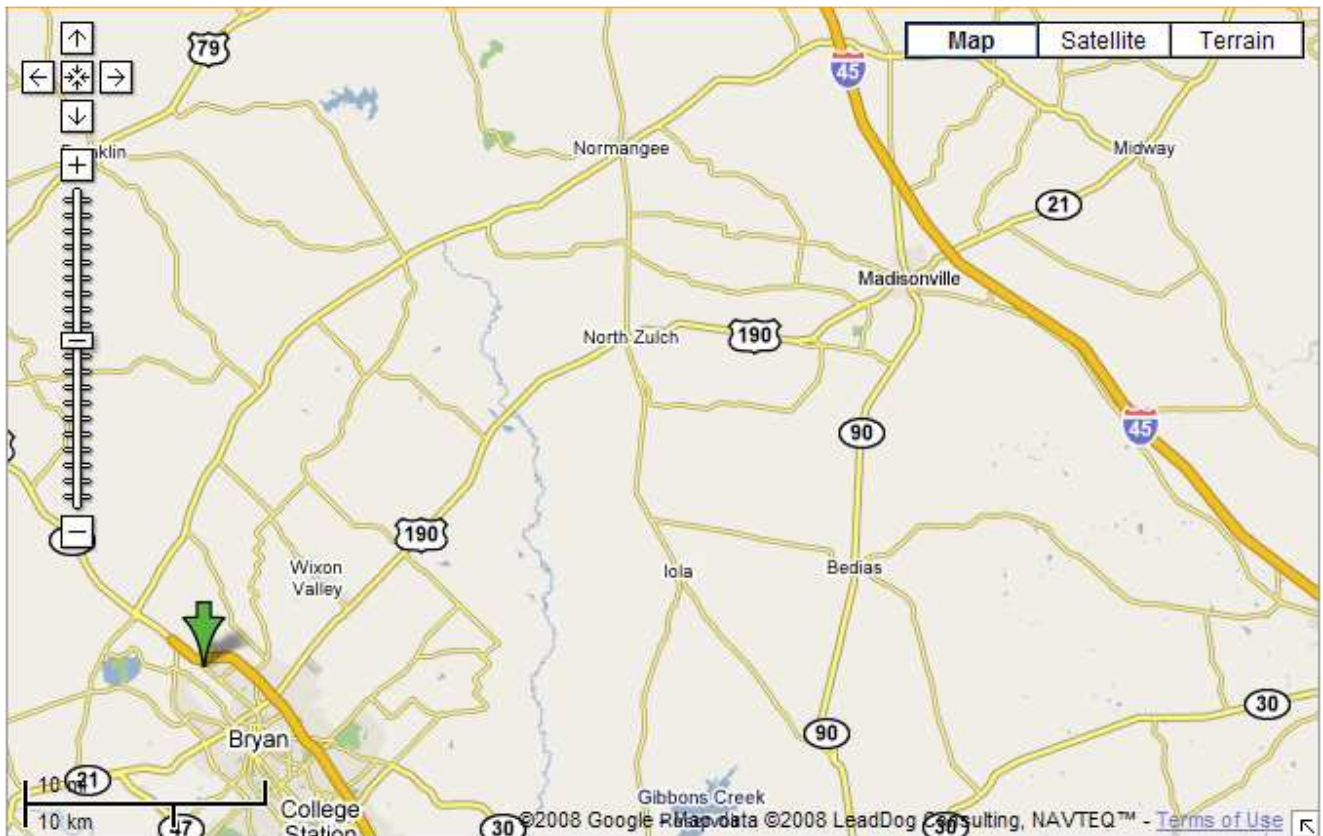 79
45
Map Satellite Terrain
Normangee
Midway
21
Madisonville
North Zulch
190
45
90
190
Wixon
Valley
Iola
Bedias
30
90
Bryan
21
10 km
47
College
Station
30
Gibbons Creek
©2008 Google - Map data ©2008 LeadDog Consulting, NAVTEQ™ - Terms of Use